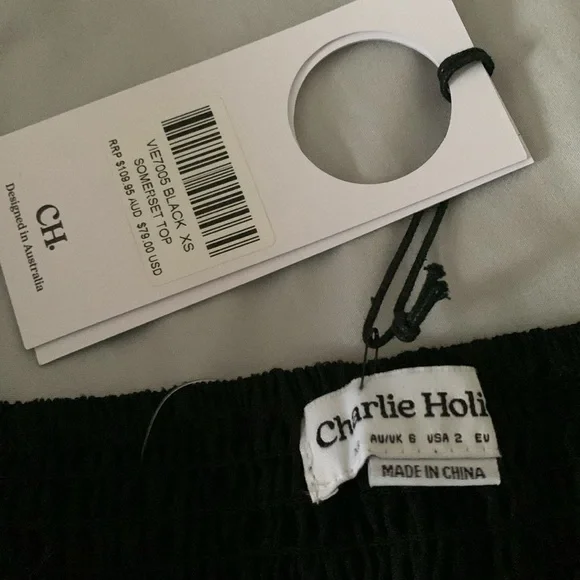 VIE7005 BLACK XS
SOMERSET TOP
RRP $109.95 AUD $79.00 USD
CH.
Designed in Australia
Charlie Holi
AU/UK 6 USA 2 EU
MADE IN CHINA